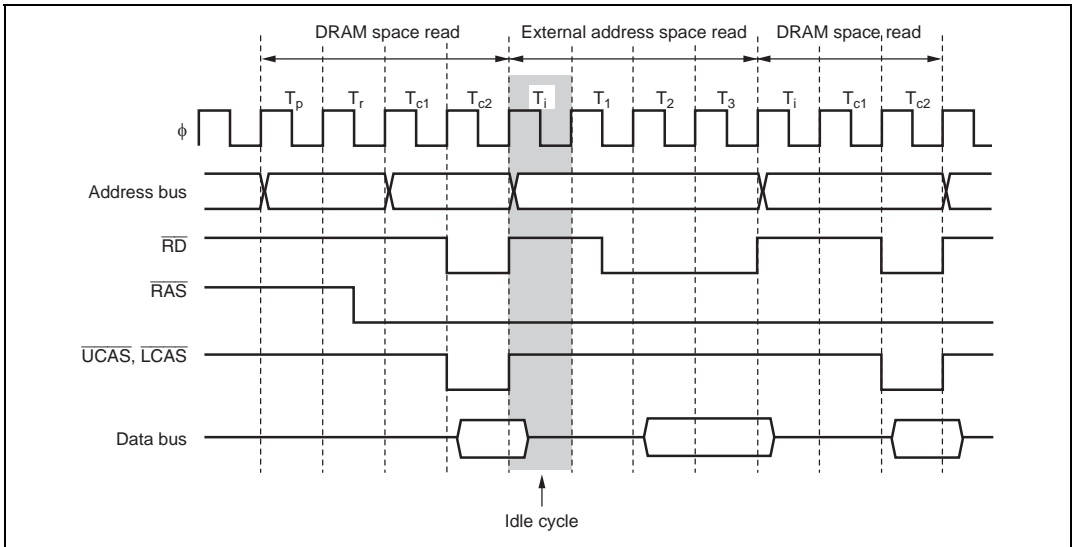 DRAM space read External address space read DRAM space read
Tp Tr Tc1 Tc2 Ti T1 T2 T3 Ti Tc1 Tc2
φ
Address bus
RD
RAS
UCAS, LCAS
Data bus
Idle cycle